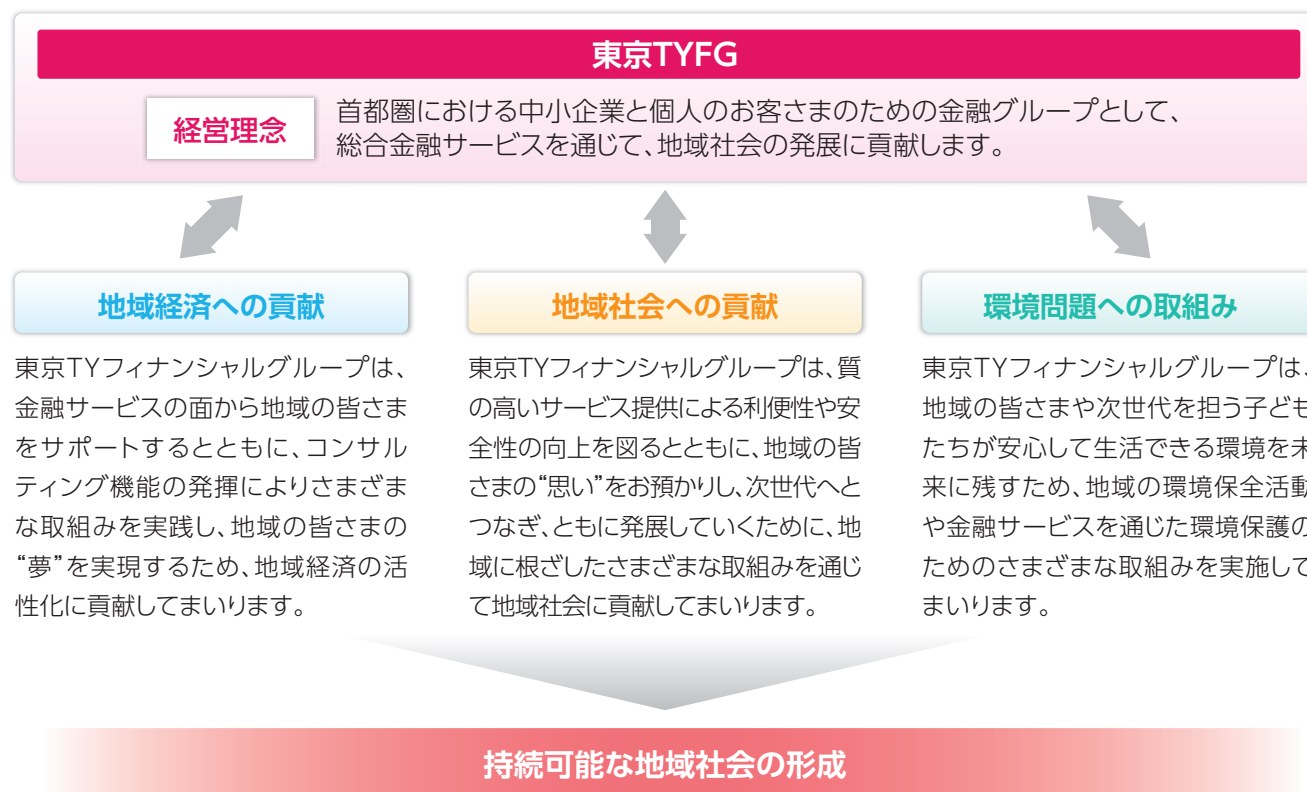 東京TYFG
経営理念
首都圏における中小企業と個人のお客さまのための金融グループとして、
総合金融サービスを通じて、地域社会の発展に貢献します。
地域経済への貢献
東京TYフィナンシャルグループは、
金融サービスの面から地域の皆さま
をサポートするとともに、コンサル
ティング機能の発揮によりさまざま
な取組みを実践し、地域の皆さまの
“夢”を実現するため、地域経済の活
性化に貢献してまいります。
地域社会への貢献
東京TYフィナンシャルグループは、質
の高いサービス提供による利便性や安
全性の向上を図るとともに、地域の皆
さまの“思い”をお預かりし、次世代へと
つなぎ、ともに発展していくために、地
域に根ざしたさまざまな取組みを通じ
て地域社会に貢献してまいります。
環境問題への取組み
東京TYフィナンシャルグループは、
地域の皆さまや次世代を担う子ども
たちが安心して生活できる環境を未
来に残すため、地域の環境保全活動
や金融サービスを通じた環境保護の
ためのさまざまな取組みを実施して
まいります。
持続可能な地域社会の形成